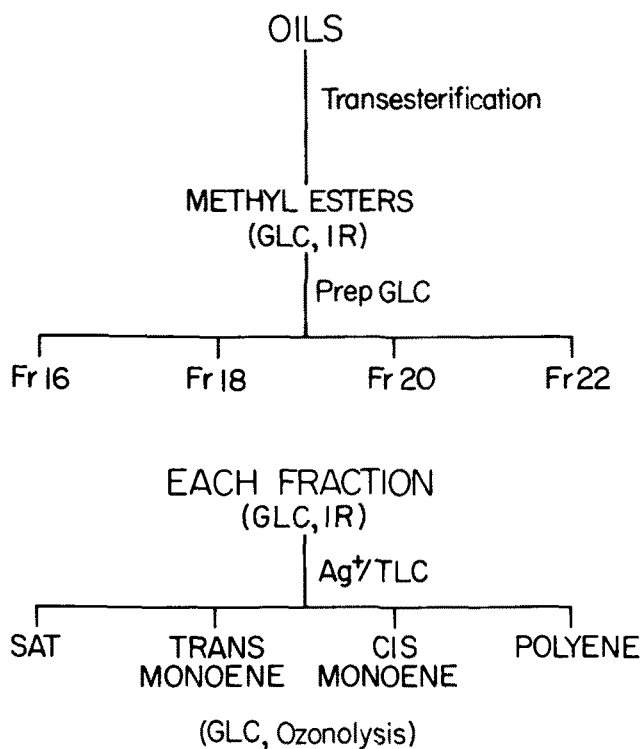 OILS
Transesterification
METHYL ESTERS
(GLC, IR)
Prep GLC
Fr 16 Fr 18 Fr 20 Fr 22
EACH FRACTION
(GLC, IR)
Ag⁺/TLC
SAT TRANS CIS POLYENE
MONOENE MONOENE
(GLC, Ozonolysis)